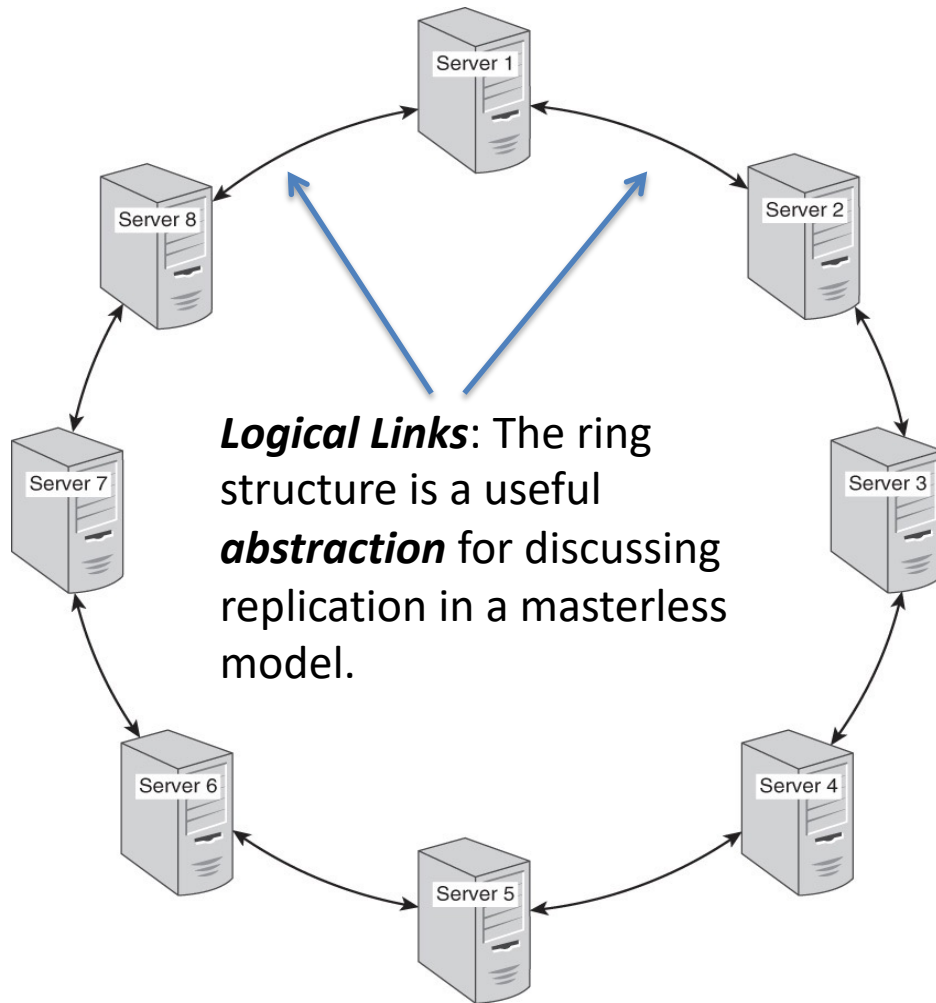 Server 1
Server 8
Server 2
Logical Links: The ring
structure is a useful
abstraction for discussing
replication in a masterless
model.
Server 7
Server 3
Server 6
Server 4
Server 5